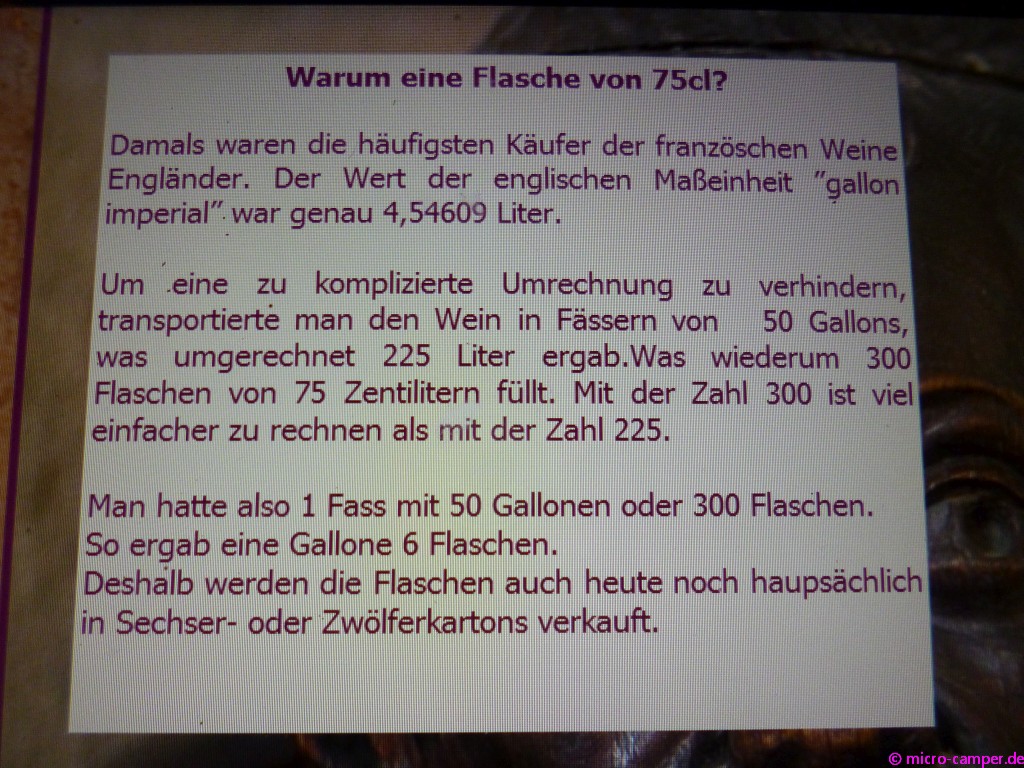 Warum eine Flasche von 75cl?
Damals waren die häufigsten Käufer der französchen Weine
Engländer. Der Wert der englischen Maßeinheit "gallon
imperial" war genau 4,54609 Liter.
Um eine zu komplizierte Umrechnung zu verhindern,
transportierte man den Wein in Fässern von 50 Gallons,
was umgerechnet 225 Liter ergab.Was wiederum 300
Flaschen von 75 Zentilitern füllt. Mit der Zahl 300 ist viel
einfacher zu rechnen als mit der Zahl 225.
Man hatte also 1 Fass mit 50 Gallonen oder 300 Flaschen.
So ergab eine Gallone 6 Flaschen.
Deshalb werden die Flaschen auch heute noch haupsächlich
in Sechser- oder Zwölferkartons verkauft.
© micro-camper.de